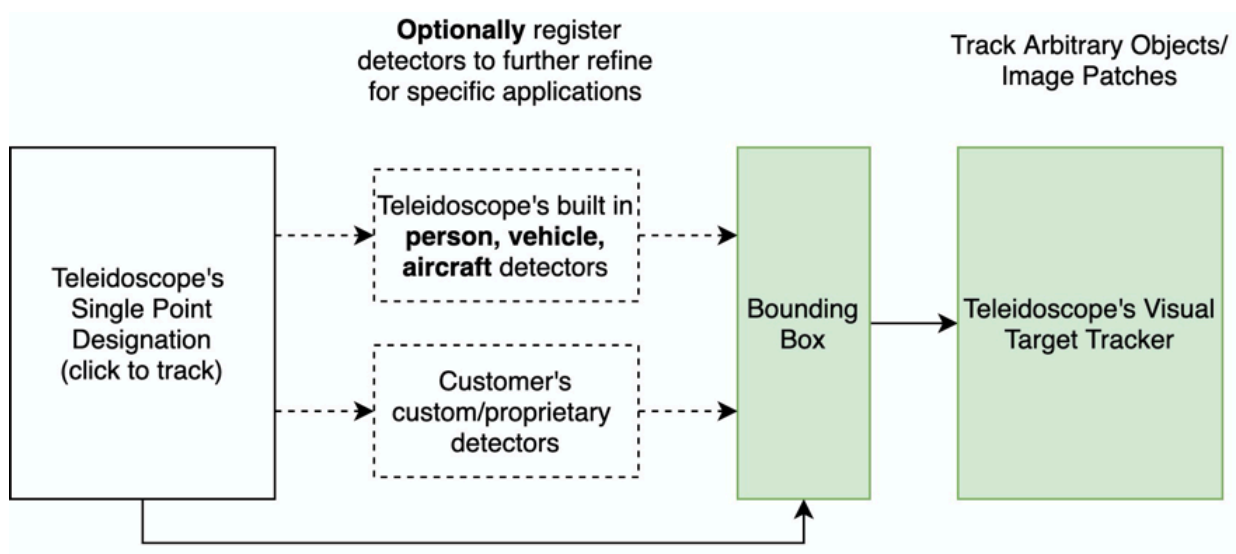 Optionally register
detectors to further refine
for specific applications
Track Arbitrary Objects/
Image Patches
Teleidoscope's
Single Point
Designation
(click to track)
Teleidoscope's built in
person, vehicle,
aircraft detectors
Customer's
custom/proprietary
detectors
Bounding
Box
Teleidoscope's Visual
Target Tracker